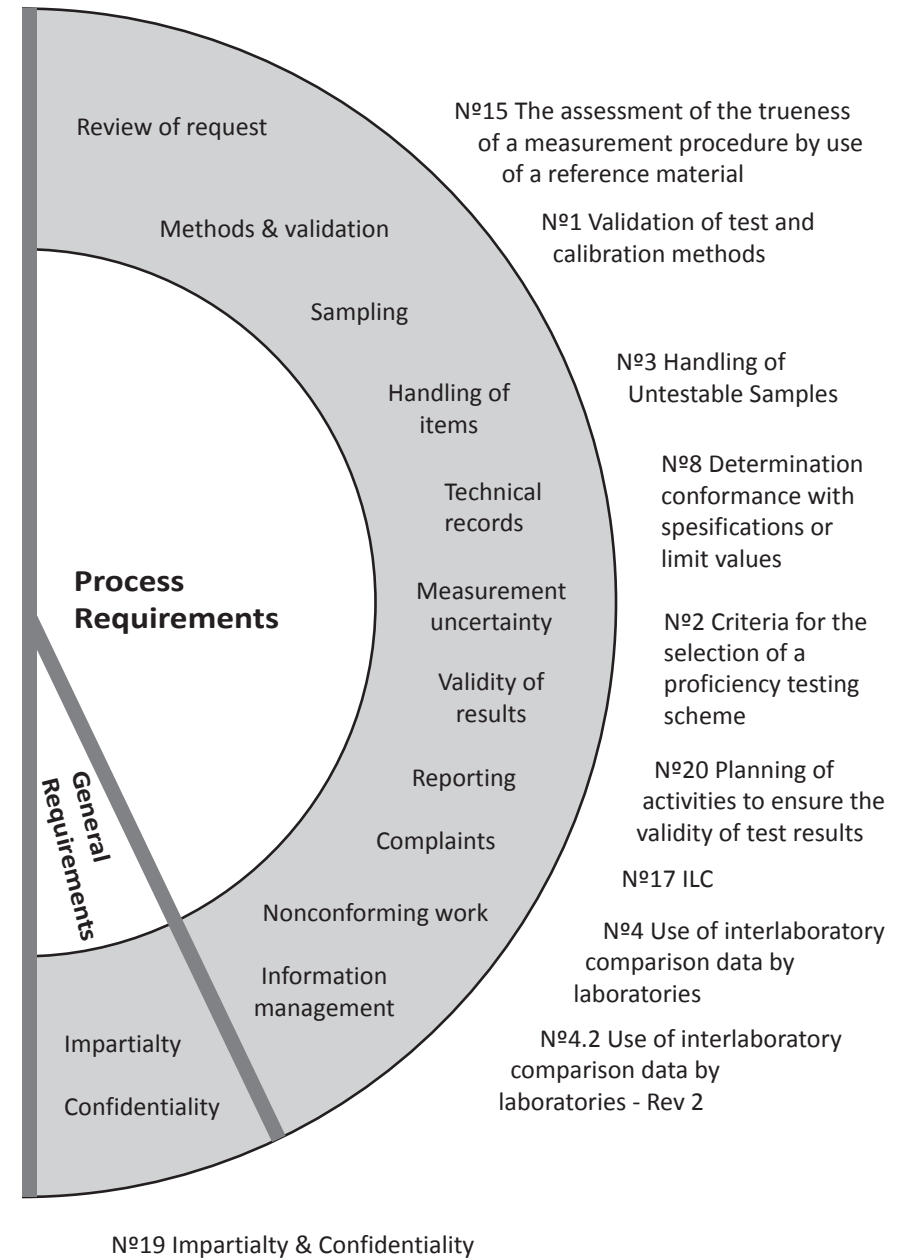 Review of request
Methods & validation
Sampling
Handling of
items
Technical
records
Measurement
uncertainty
Validity of
results
Reporting
Complaints
Nonconforming work
Information
management
Process
Requirements
General
Requirements
Impartialty
Confidentiality
Nº15 The assessment of the trueness
of a measurement procedure by use
of a reference material
Nº1 Validation of test and
calibration methods
Nº3 Handling of
Untestable Samples
Nº8 Determination
conformance with
spesifications or
limit values
Nº2 Criteria for the
selection of a
proficiency testing
scheme
Nº20 Planning of
activities to ensure the
validity of test results
Nº17 ILC
Nº4 Use of interlaboratory
comparison data by
laboratories
Nº4.2 Use of interlaboratory
comparison data by
laboratories - Rev 2
Nº19 Impartialty & Confidentiality